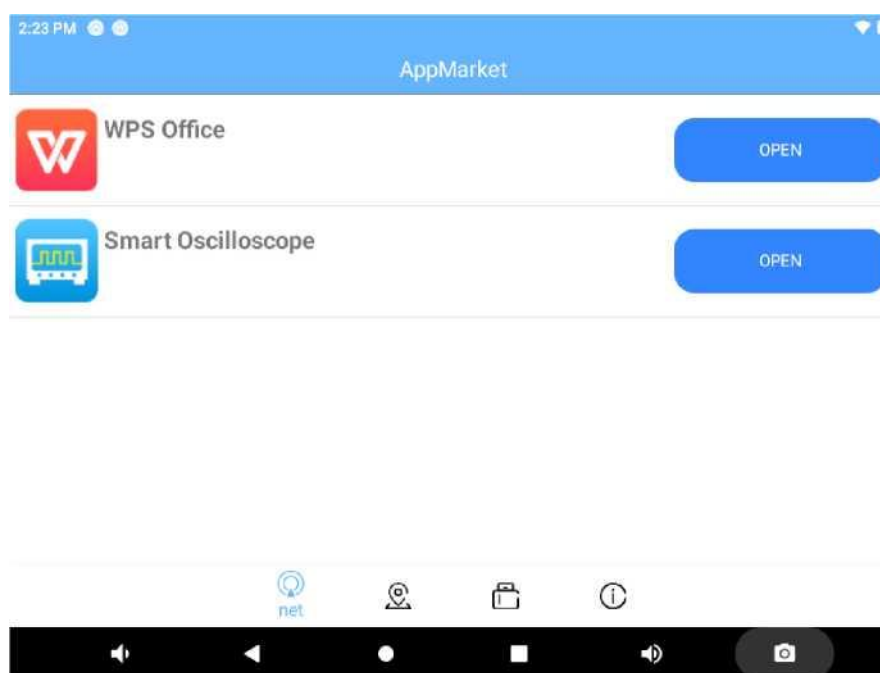 2:23 PM
AppMarket
WPS Office
OPEN
Smart Oscilloscope
OPEN
net